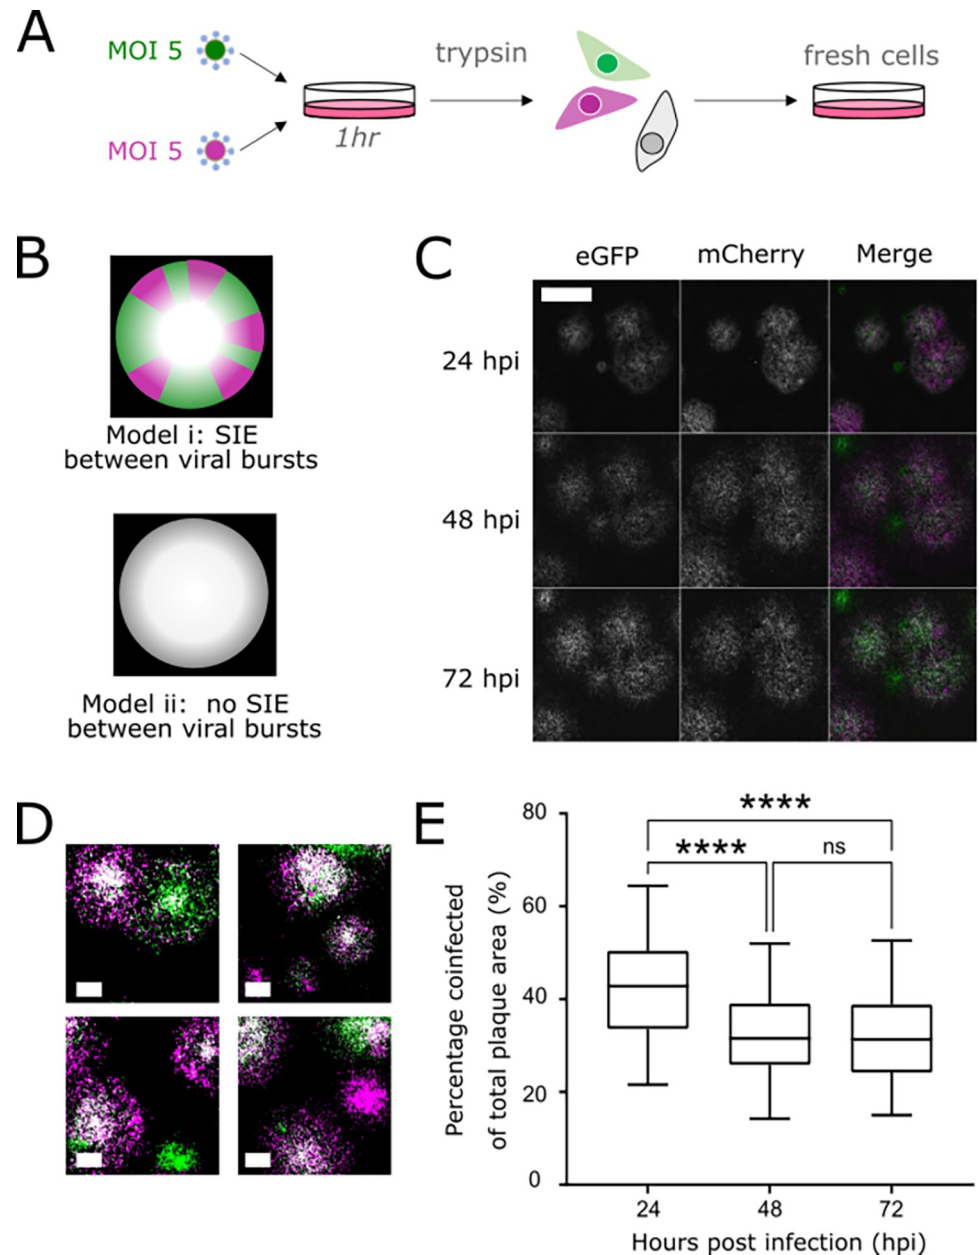 A
MOI 5
MOI 5
1hr
trypsin
fresh cells
B
Model i: SIE
between viral bursts
Model ii: no SIE
between viral bursts
C
eGFP
mCherry
Merge
24 hpi
48 hpi
72 hpi
D
E
Percentage coinfected
of total plaque area (%)
80
60
40
20
0
****
****
ns
24
48
72
Hours post infection (hpi)